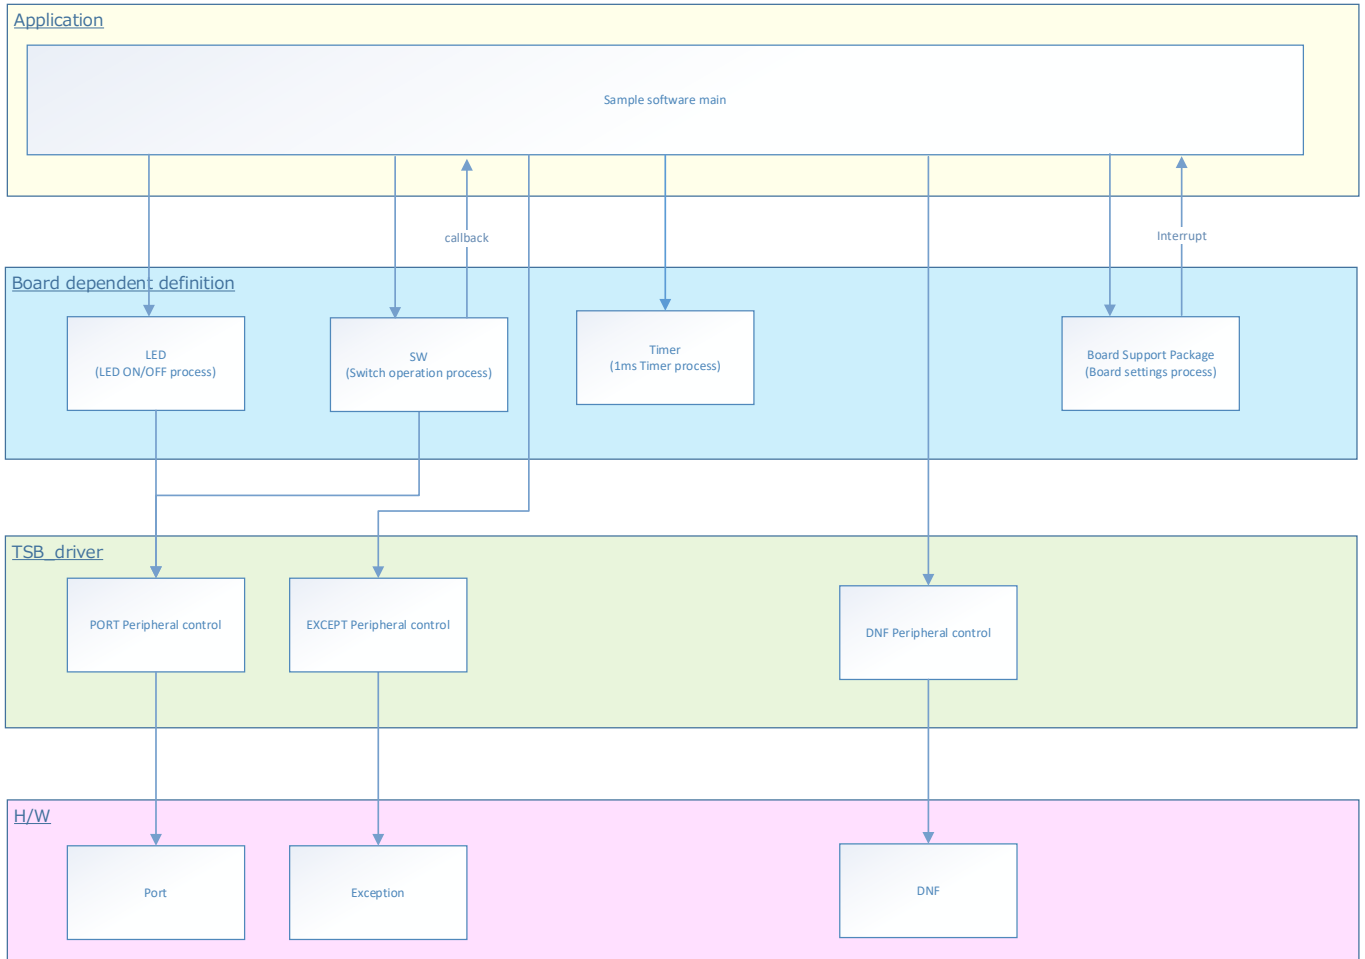 Application
Sample software main
callback
Interrupt
Board dependent definition
LED
(LED ON/OFF process)
SW
(Switch operation process)
Timer
(1ms Timer process)
Board Support Package
(Board settings process)
TSB_driver
PORT Peripheral control
EXCEPT Peripheral control
DNF Peripheral control
H/W
Port
Exception
DNF